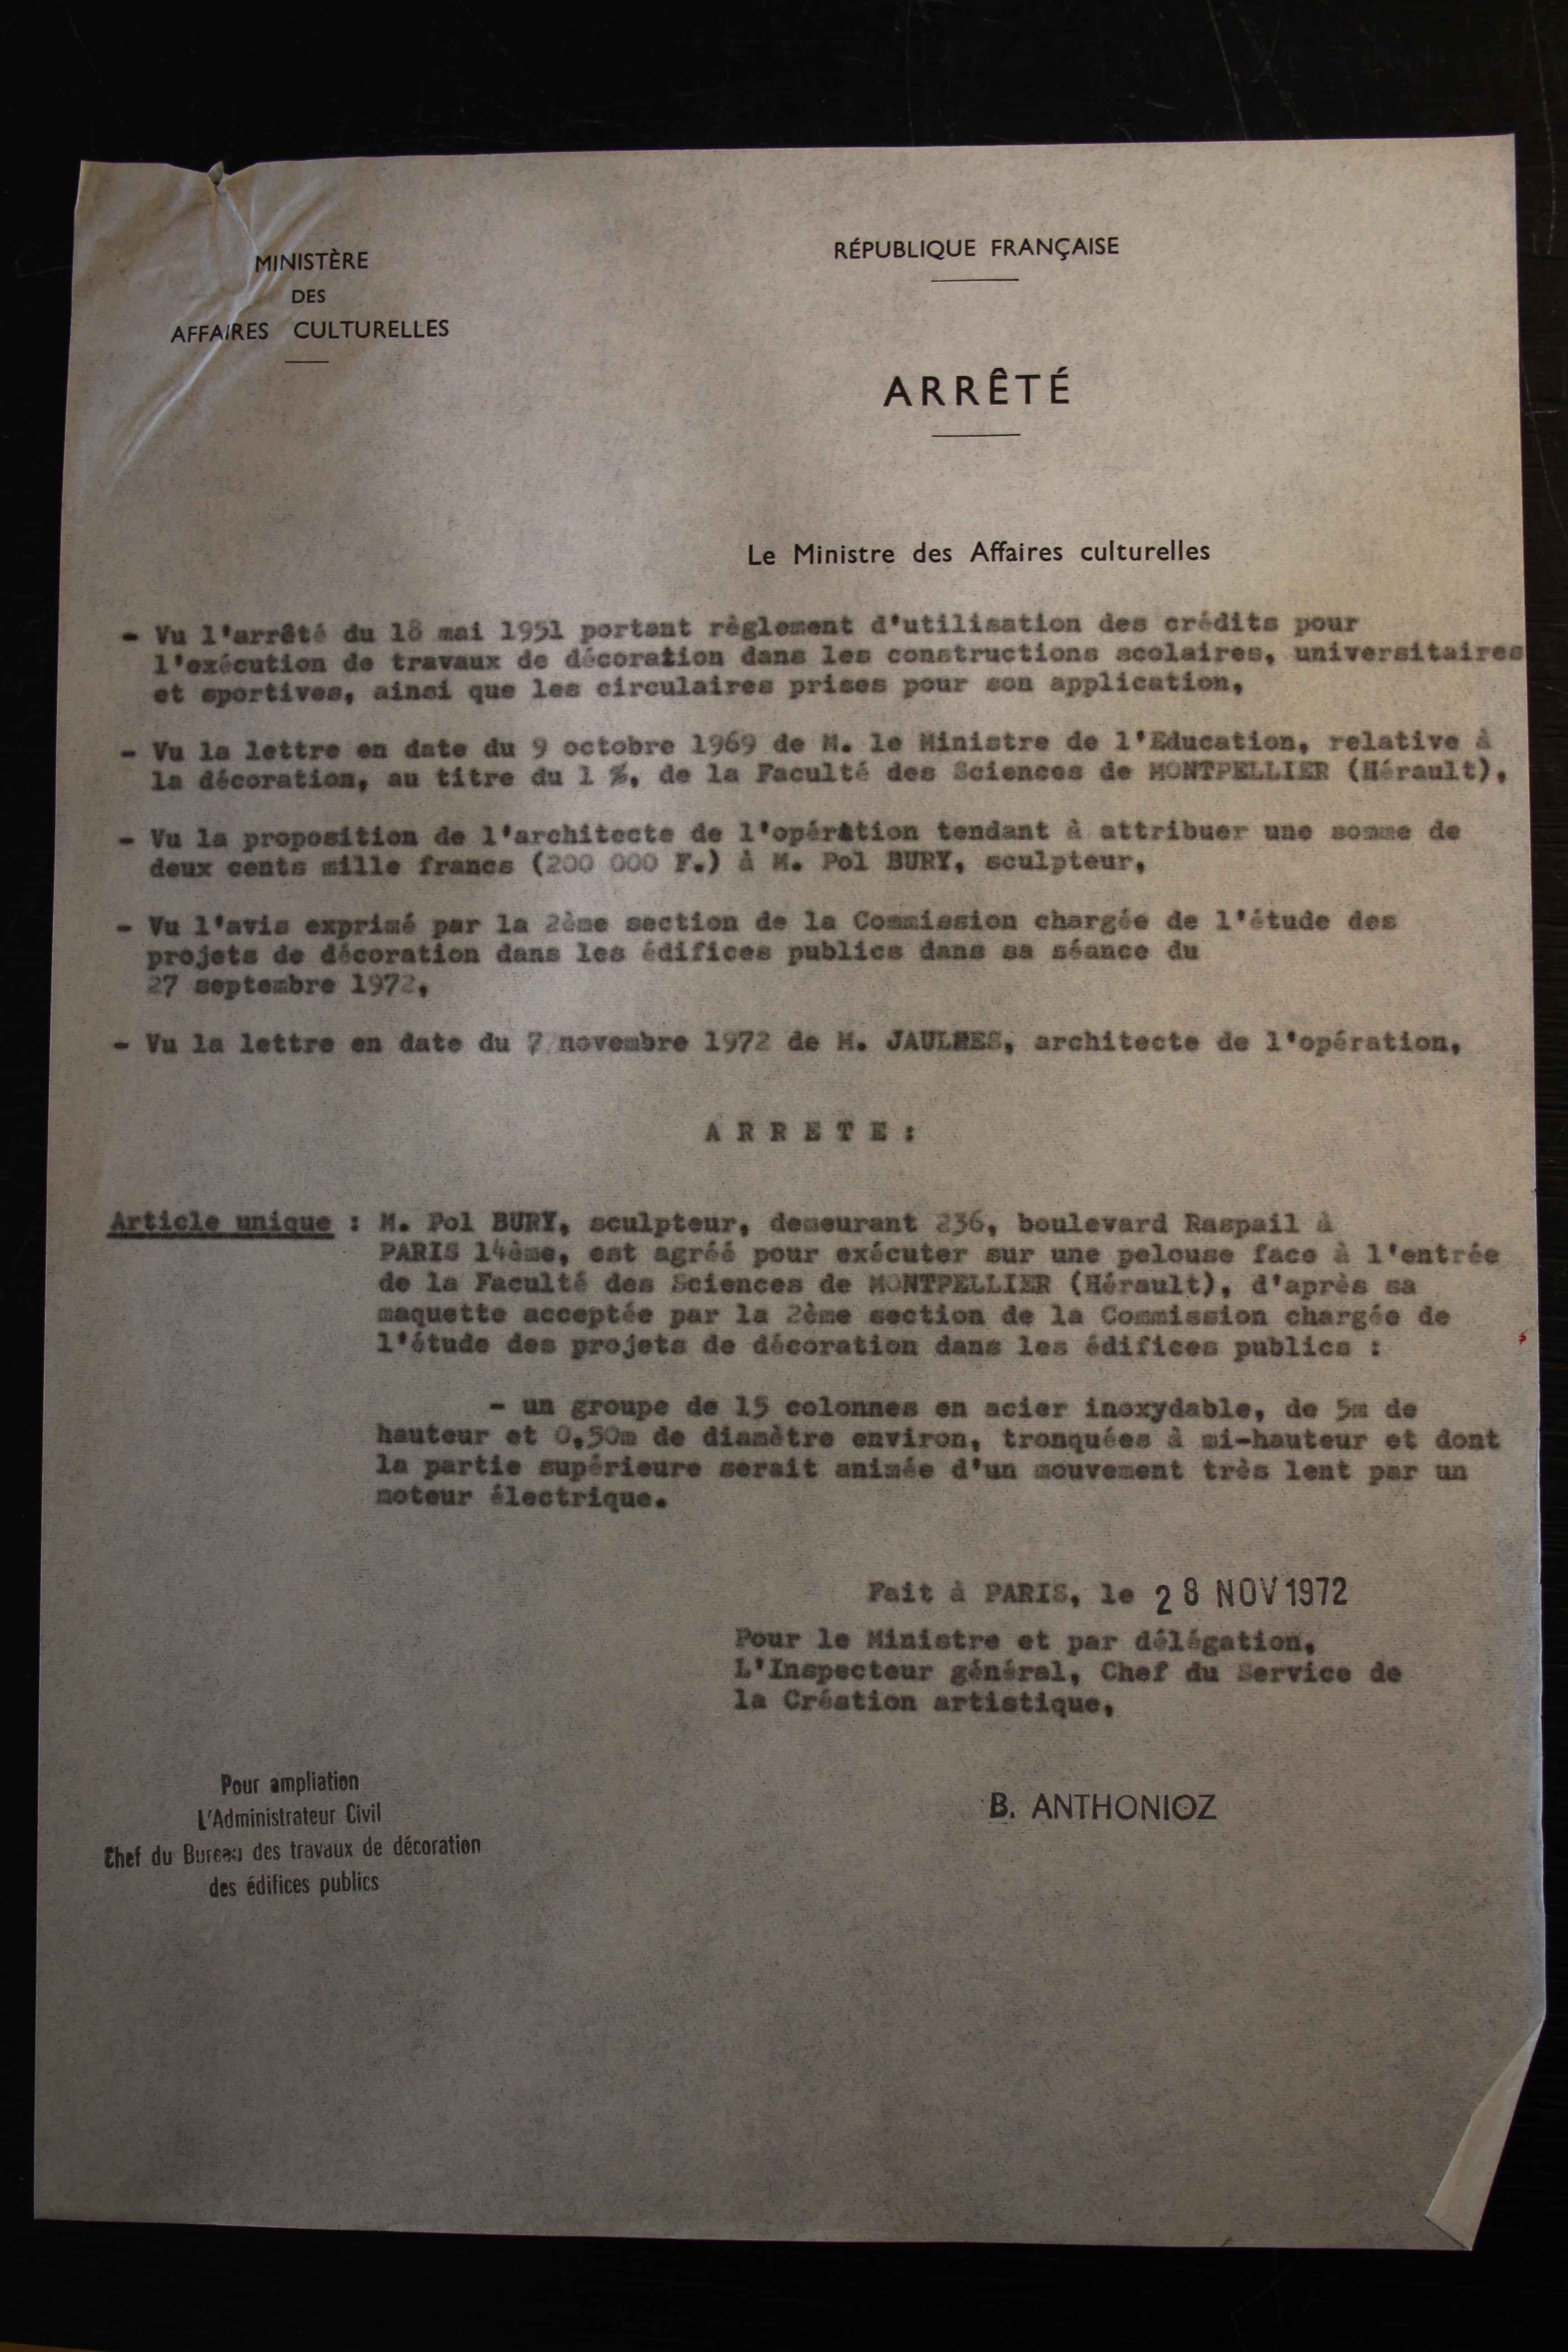 MINISTÈRE
DES
AFFAIRES CULTURELLES
RÉPUBLIQUE FRANÇAISE
ARRÊTÉ
Le Ministre des Affaires culturelles
- Vu l'arrêté du 18 mai 1951 portant règlement d'utilisation des crédits pour
l'exécution de travaux de décoration dans les constructions scolaires, universitaires
et sportives, ainsi que les circulaires prises pour son application,
- Vu la lettre en date du 9 octobre 1969 de M. le Ministre de l'Education, relative à
la décoration, au titre du 1 %, de la Faculté des Sciences de MONTPELLIER (Hérault),
- Vu la proposition de l'architecte de l'opération tendant à attribuer une somme de
deux cents mille francs (200 000 F.) à M. Pol BURY, sculpteur,
- Vu l'avis exprimé par la 2ème section de la Commission chargée de l'étude des
projets de décoration dans les édifices publics dans sa séance du
27 septembre 1972,
- Vu la lettre en date du 7 novembre 1972 de M. JAULMES, architecte de l'opération,
A R R E T E :
Article unique : M. Pol BURY, sculpteur, demeurant 236, boulevard Raspail à
PARIS 14ème, est agréé pour exécuter sur une pelouse face à l'entrée
de la Faculté des Sciences de MONTPELLIER (Hérault), d'après sa
maquette acceptée par la 2ème section de la Commission chargée de
l'étude des projets de décoration dans les édifices publics :
- un groupe de 15 colonnes en acier inoxydable, de 5m de
hauteur et 0,50m de diamètre environ, tronquées à mi-hauteur et dont
la partie supérieure serait animée d'un mouvement très lent par un
moteur électrique.
Fait à PARIS, le 28 NOV 1972
Pour le Ministre et par délégation,
L'Inspecteur général, Chef du Service de
la Création artistique,
B. ANTHONIOZ
Pour ampliation
L'Administrateur Civil
Chef du Bureau des travaux de décoration
des édifices publics